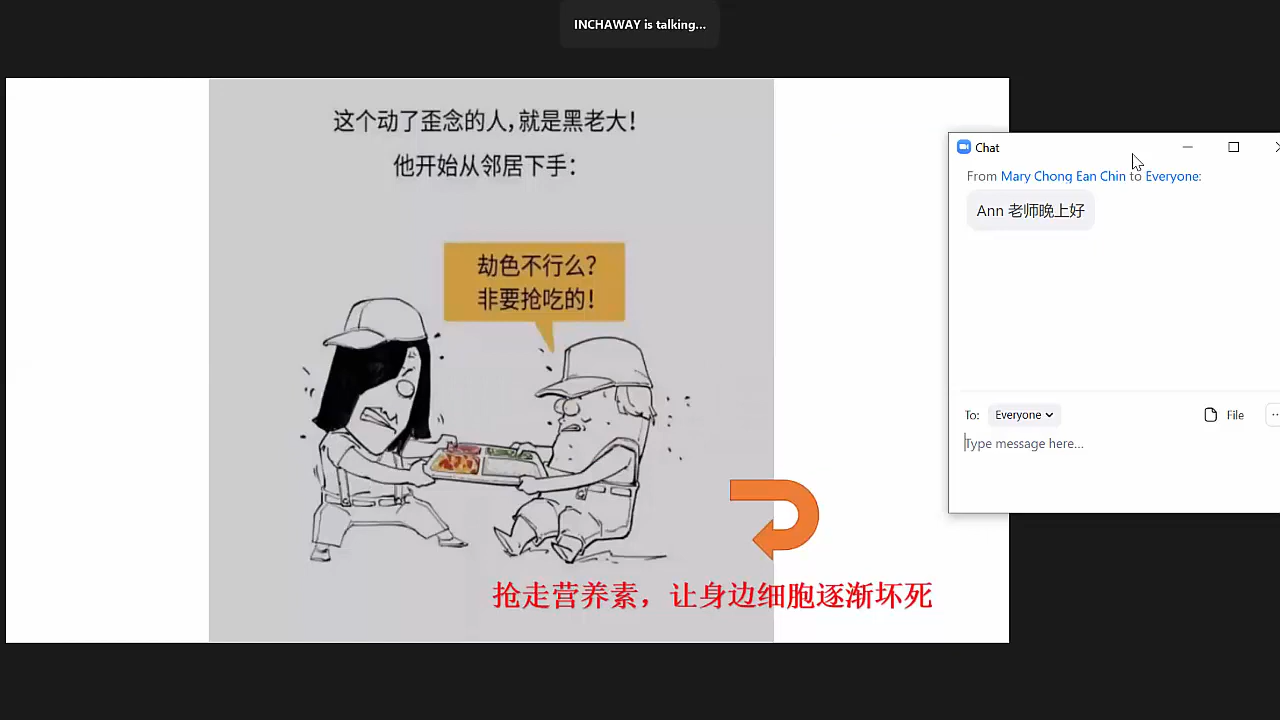 INCHAWAY is talking...
这个动了歪念的人，就是黑老大！
他开始从邻居下手：
劫色不行么？
非要抢吃的！
抢走营养素，让身边细胞逐渐坏死
Chat
From Mary Chong Ean Chin to Everyone:
Ann 老师晚上好
To: Everyone
File
Type message here...